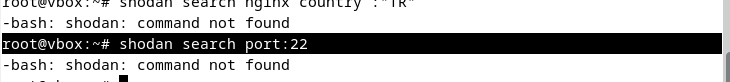 root@vbox:~# shodan search nginx country :"TR"
-bash: shodan: command not found
root@vbox:~# shodan search port:22
-bash: shodan: command not found